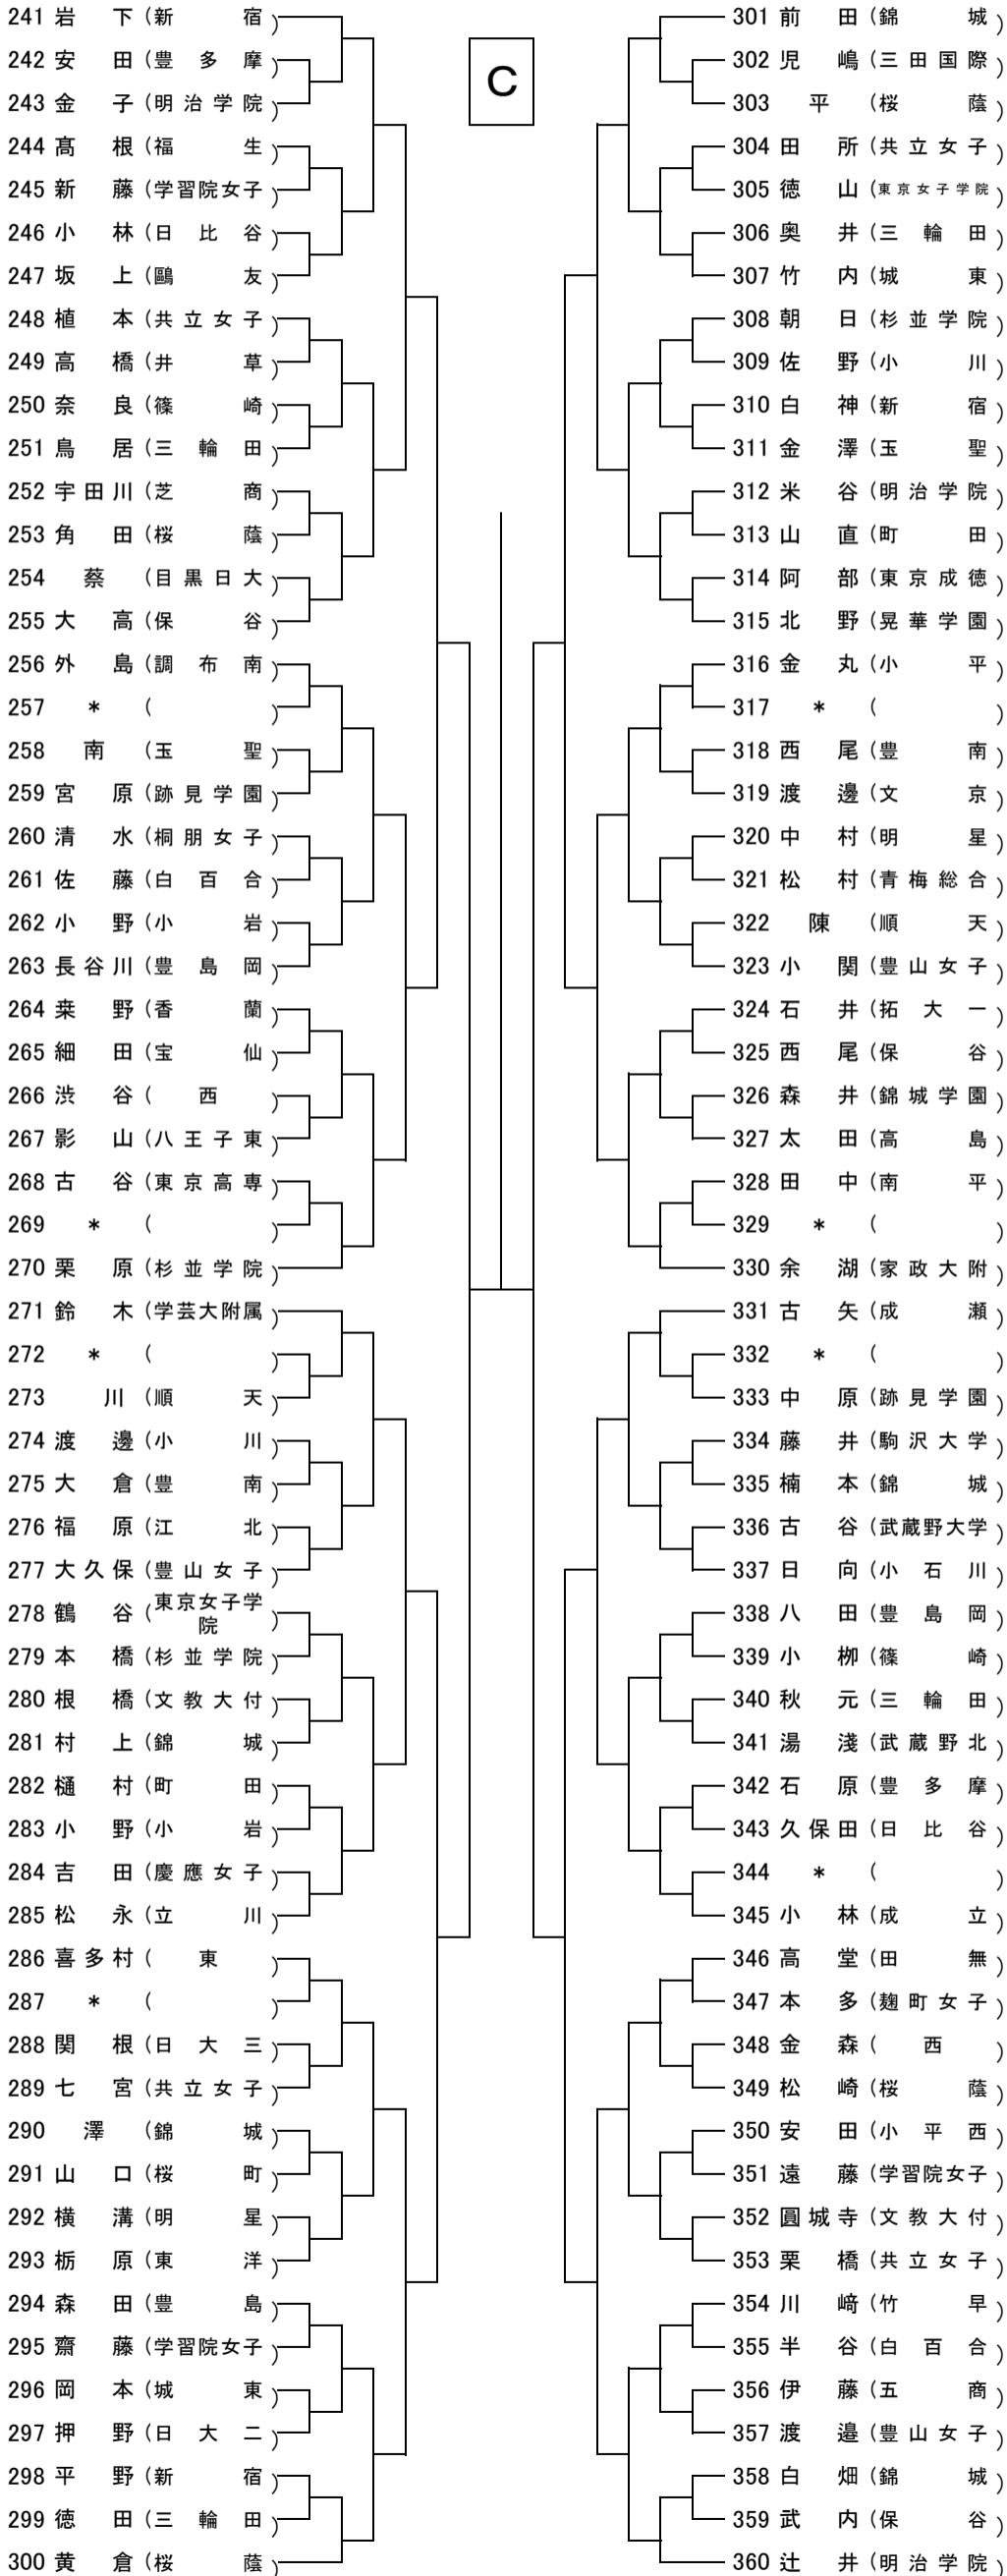 C
241 岩下 (新宿)
242 安田 (豊多摩)
243 金子 (明治学院)
244 髙根 (福生)
245 新藤 (学習院女子)
246 小林 (日比谷)
247 坂上 (鷗友)
248 植本 (共立女子)
249 高橋 (井草)
250 奈良 (篠崎)
251 鳥居 (三輪田)
252 宇田川 (芝商)
253 角田 (桜蔭)
254 蔡 (目黒日大)
255 大高 (保谷)
256 外島 (調布南)
257 * ( )
258 南 (玉聖)
259 宮原 (跡見学園)
260 清水 (桐朋女子)
261 佐藤 (白百合)
262 小野 (小岩)
263 長谷川 (豊島岡)
264 桒野 (香蘭)
265 細田 (宝仙)
266 渋谷 (西)
267 影山 (八王子東)
268 古谷 (東京高専)
269 * ( )
270 栗原 (杉並学院)
271 鈴木 (学芸大附属)
272 * ( )
273 川 (順天)
274 渡邊 (小川)
275 大倉 (豊南)
276 福原 (江北)
277 大久保 (豊山女子)
278 鶴谷 (東京女子学
院)
279 本橋 (杉並学院)
280 根橋 (文教大付)
281 村上 (錦城)
282 樋村 (町田)
283 小野 (小岩)
284 吉田 (慶應女子)
285 松永 (立川)
286 喜多村 (東)
287 * ( )
288 関根 (日大三)
289 七宮 (共立女子)
290 澤 (錦城)
291 山口 (桜町)
292 横溝 (明星)
293 栃原 (東洋)
294 森田 (豊島)
295 齋藤 (学習院女子)
296 岡本 (城東)
297 押野 (日大二)
298 平野 (新宿)
299 徳田 (三輪田)
300 黄倉 (桜蔭)
301 前田 (錦城)
302 児嶋 (三田国際)
303 平 (桜蔭)
304 田所 (共立女子)
305 徳山 (東京女子学院)
306 奥井 (三輪田)
307 竹内 (城東)
308 朝日 (杉並学院)
309 佐野 (小川)
310 白神 (新宿)
311 金澤 (玉聖)
312 米谷 (明治学院)
313 山直 (町田)
314 阿部 (東京成徳)
315 北野 (晃華学園)
316 金丸 (小平)
317 * ( )
318 西尾 (豊南)
319 渡邊 (文京)
320 中村 (明星)
321 松村 (青梅総合)
322 陳 (順天)
323 小関 (豊山女子)
324 石井 (拓大一)
325 西尾 (保谷)
326 森井 (錦城学園)
327 太田 (高島)
328 田中 (南平)
329 * ( )
330 余湖 (家政大附)
331 古矢 (成瀬)
332 * ( )
333 中原 (跡見学園)
334 藤井 (駒沢大学)
335 楠本 (錦城)
336 古谷 (武蔵野大学)
337 日向 (小石川)
338 八田 (豊島岡)
339 小栁 (篠崎)
340 秋元 (三輪田)
341 湯淺 (武蔵野北)
342 石原 (豊多摩)
343 久保田 (日比谷)
344 * ( )
345 小林 (成立)
346 高堂 (田無)
347 本多 (麹町女子)
348 金森 (西)
349 松崎 (桜蔭)
350 安田 (小平西)
351 遠藤 (学習院女子)
352 圓城寺 (文教大付)
353 栗橋 (共立女子)
354 川﨑 (竹早)
355 半谷 (白百合)
356 伊藤 (五商)
357 渡邉 (豊山女子)
358 白畑 (錦城)
359 武内 (保谷)
360 辻井 (明治学院)